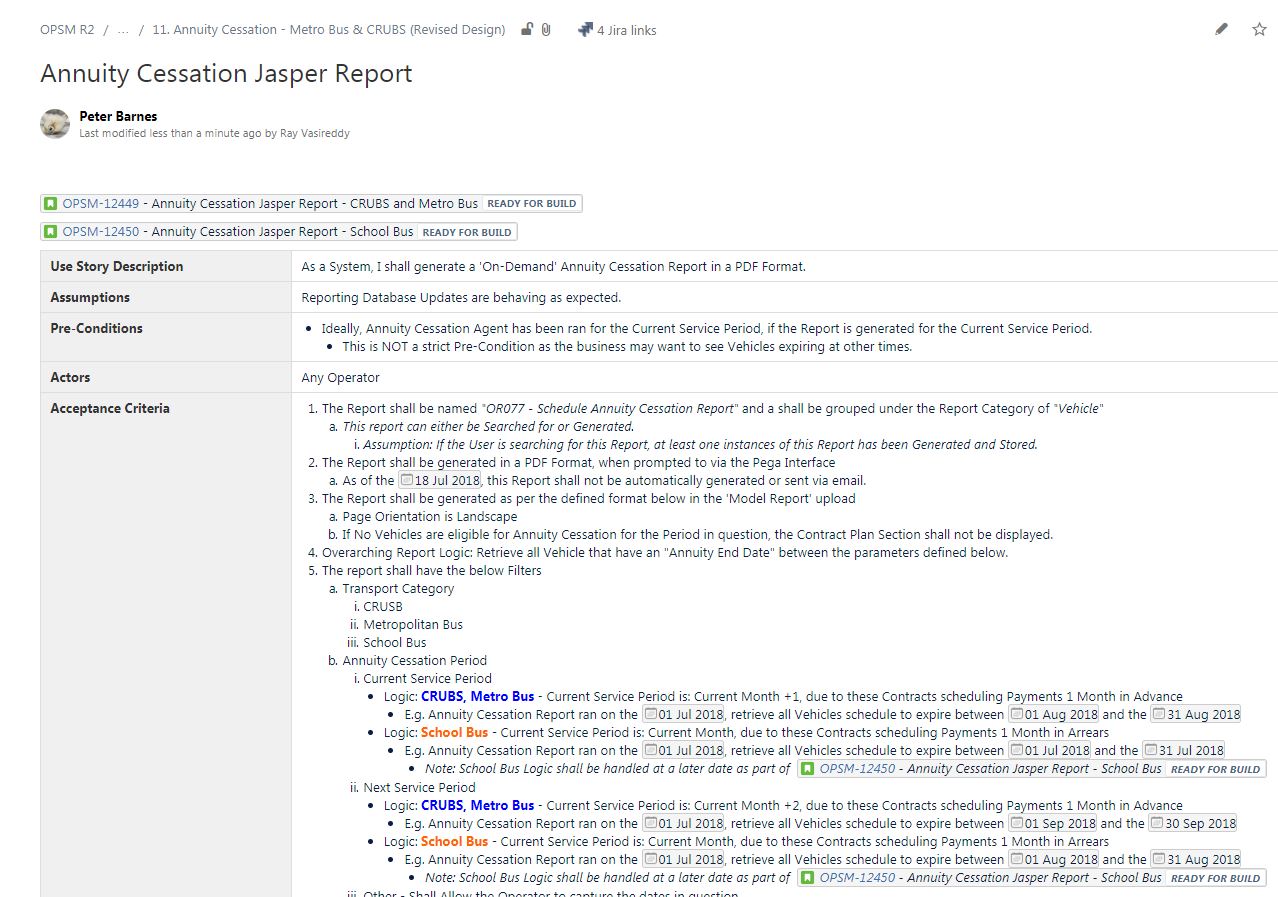 OPSM R2 / ... / 11. Annuity Cessation - Metro Bus & CRUBS (Revised Design) 4 Jira links
Annuity Cessation Jasper Report
Peter Barnes
Last modified less than a minute ago by Ray Vasireddy
OPSM-12449 - Annuity Cessation Jasper Report - CRUBS and Metro Bus READY FOR BUILD
OPSM-12450 - Annuity Cessation Jasper Report - School Bus READY FOR BUILD
Use Story Description As a System, I shall generate a 'On-Demand' Annuity Cessation Report in a PDF Format.
Assumptions Reporting Database Updates are behaving as expected.
Pre-Conditions • Ideally, Annuity Cessation Agent has been ran for the Current Service Period, if the Report is generated for the Current Service Period.
• This is NOT a strict Pre-Condition as the business may want to see Vehicles expiring at other times.
Actors Any Operator
Acceptance Criteria 1. The Report shall be named "OR077 - Schedule Annuity Cessation Report" and a shall be grouped under the Report Category of "Vehicle"
a. This report can either be Searched for or Generated.
i. Assumption: If the User is searching for this Report, at least one instances of this Report has been Generated and Stored.
2. The Report shall be generated in a PDF Format, when prompted to via the Pega Interface
a. As of the 18 Jul 2018, this Report shall not be automatically generated or sent via email.
3. The Report shall be generated as per the defined format below in the 'Model Report' upload
a. Page Orientation is Landscape
b. If No Vehicles are eligible for Annuity Cessation for the Period in question, the Contract Plan Section shall not be displayed.
4. Overarching Report Logic: Retrieve all Vehicle that have an "Annuity End Date" between the parameters defined below.
5. The report shall have the below Filters
a. Transport Category
i. CRUSB
ii. Metropolitan Bus
iii. School Bus
b. Annuity Cessation Period
i. Current Service Period
• Logic: CRUBS, Metro Bus - Current Service Period is: Current Month +1, due to these Contracts scheduling Payments 1 Month in Advance
• E.g. Annuity Cessation Report ran on the 01 Jul 2018, retrieve all Vehicles schedule to expire between 01 Aug 2018 and the 31 Aug 2018
• Logic: School Bus - Current Service Period is: Current Month, due to these Contracts scheduling Payments 1 Month in Arrears
• E.g. Annuity Cessation Report ran on the 01 Jul 2018, retrieve all Vehicles schedule to expire between 01 Jul 2018 and the 31 Jul 2018
• Note: School Bus Logic shall be handled at a later date as part of OPSM-12450 - Annuity Cessation Jasper Report - School Bus READY FOR BUILD
ii. Next Service Period
• Logic: CRUBS, Metro Bus - Current Service Period is: Current Month +2, due to these Contracts scheduling Payments 1 Month in Advance
• E.g. Annuity Cessation Report ran on the 01 Jul 2018, retrieve all Vehicles schedule to expire between 01 Sep 2018 and the 30 Sep 2018
• Logic: School Bus - Current Service Period is: Current Month, due to these Contracts scheduling Payments 1 Month in Arrears
• E.g. Annuity Cessation Report ran on the 01 Jul 2018, retrieve all Vehicles schedule to expire between 01 Aug 2018 and the 31 Aug 2018
• Note: School Bus Logic shall be handled at a later date as part of OPSM-12450 - Annuity Cessation Jasper Report - School Bus READY FOR BUILD
iii. Other - Shall Allow the Operator to capture the dates in question